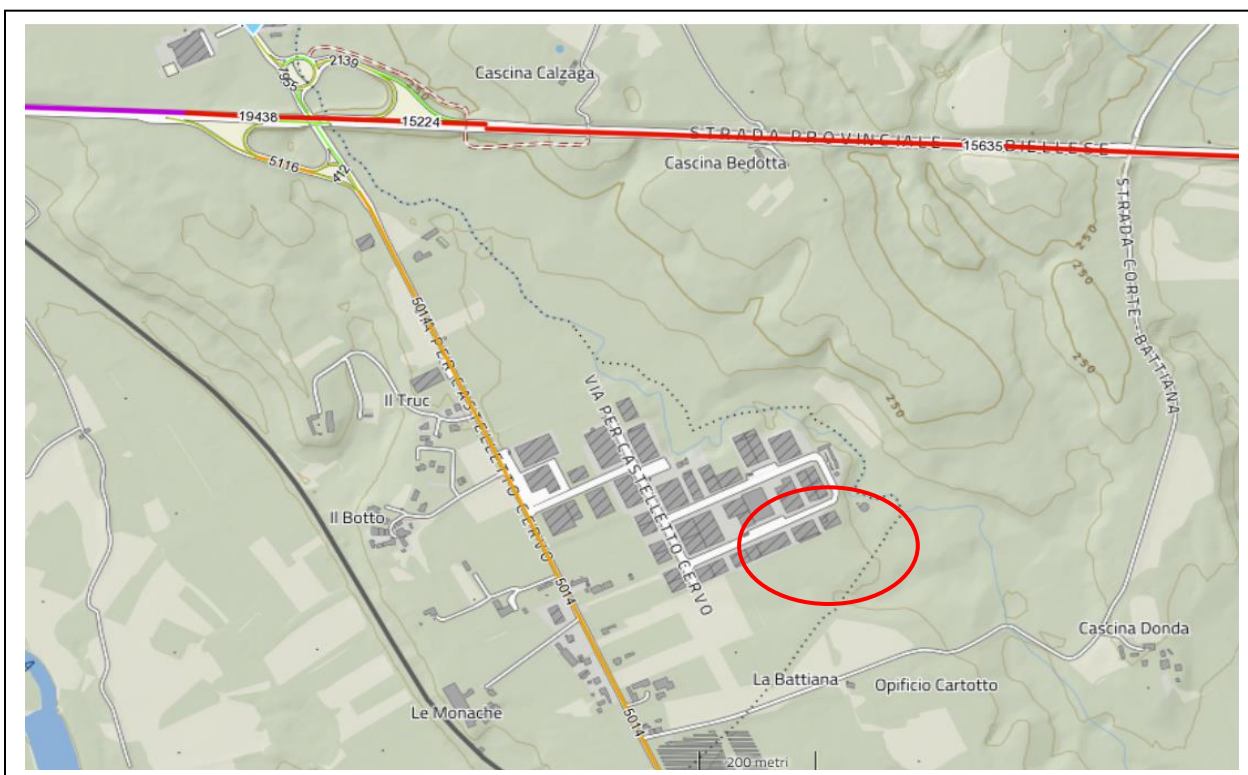 2139
7955
Cascina Calzaga
250
19438
15224
STRADA PROVINCIALE
15635
BIELLESE
Cascina Bedotta
5116
412
250
250
STRADA CORTE-BATTIANA
5014
A PER CASTELLETTO CERVO
250
Il Truc
VIA PER CASTELLETTO CERVO
Il Botto
5014
Cascina Donda
La Battiana
Opificio Cartotto
Le Monache
5014
200 metri